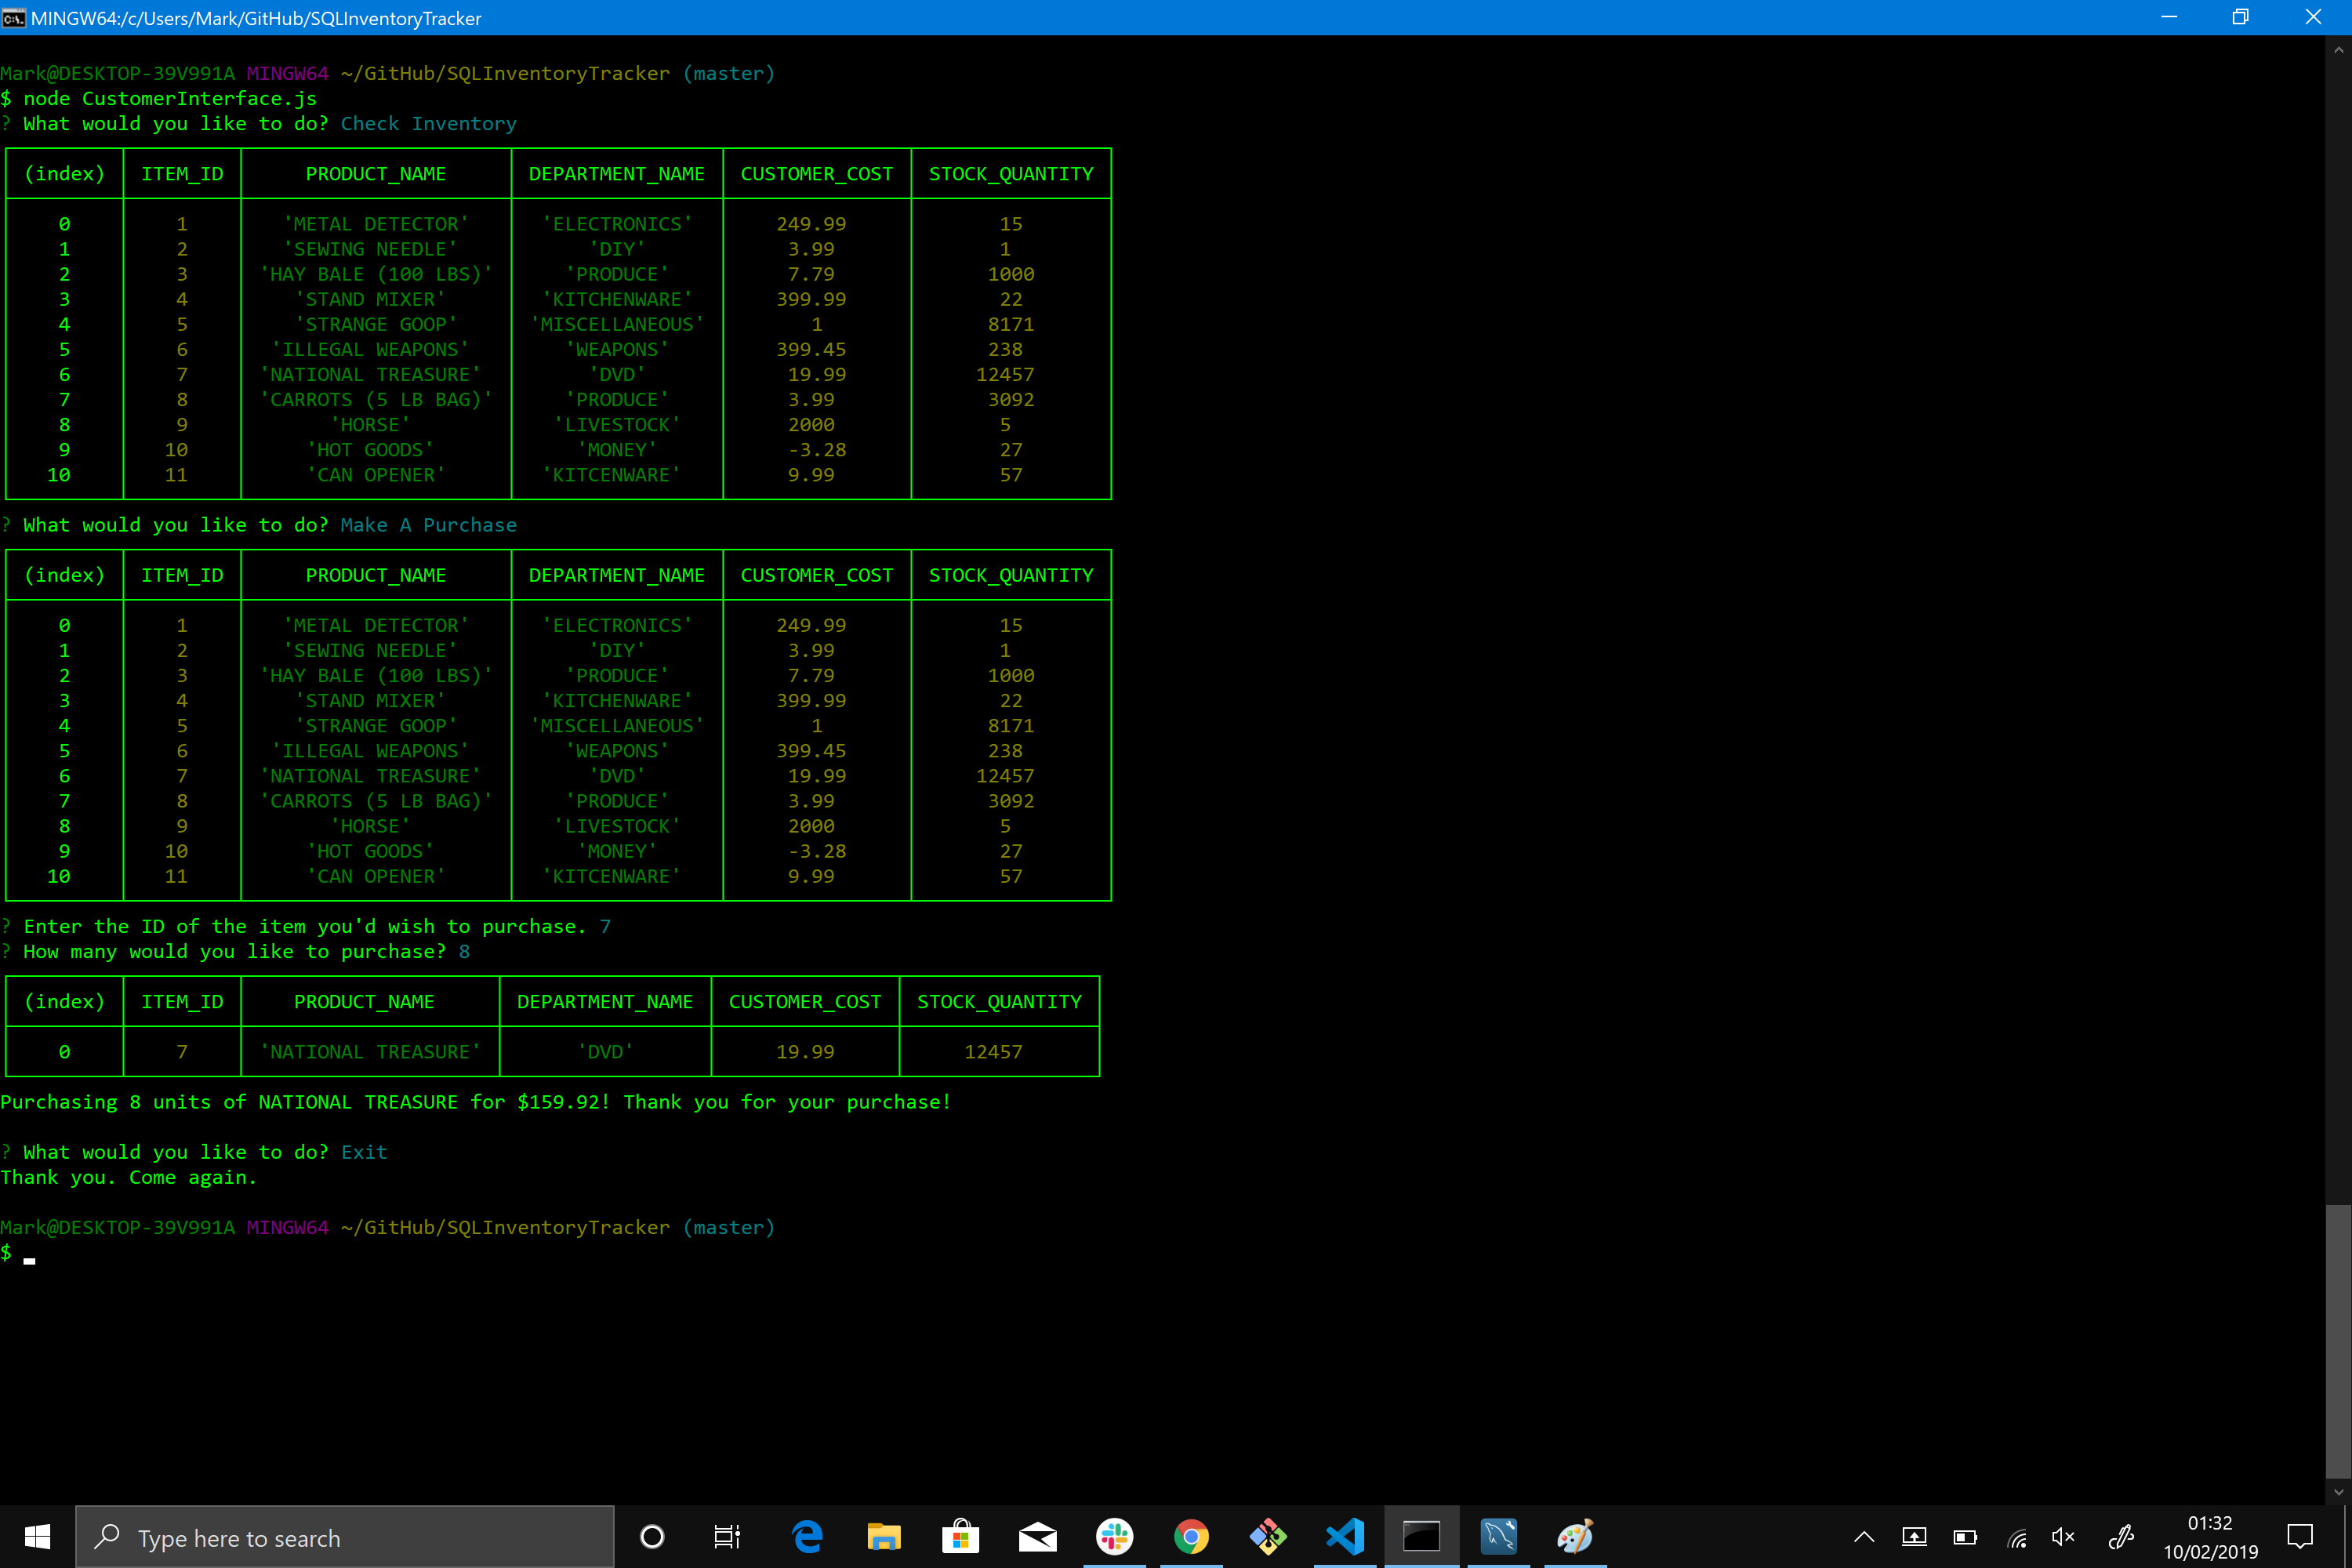 MINGW64:/c/Users/Mark/GitHub/SQLInventoryTracker
Mark@DESKTOP-39V991A MINGW64 ~/GitHub/SQLInventoryTracker (master)
$ node CustomerInterface.js
? What would you like to do? Check Inventory
(index) ITEM_ID PRODUCT_NAME DEPARTMENT_NAME CUSTOMER_COST STOCK_QUANTITY
0 1 'METAL DETECTOR' 'ELECTRONICS' 249.99 15
1 2 'SEWING NEEDLE' 'DIY' 3.99 1
2 3 'HAY BALE (100 LBS)' 'PRODUCE' 7.79 1000
3 4 'STAND MIXER' 'KITCHENWARE' 399.99 22
4 5 'STRANGE GOOP' 'MISCELLANEOUS' 1 8171
5 6 'ILLEGAL WEAPONS' 'WEAPONS' 399.45 238
6 7 'NATIONAL TREASURE' 'DVD' 19.99 12457
7 8 'CARROTS (5 LB BAG)' 'PRODUCE' 3.99 3092
8 9 'HORSE' 'LIVESTOCK' 2000 5
9 10 'HOT GOODS' 'MONEY' -3.28 27
10 11 'CAN OPENER' 'KITCENWARE' 9.99 57
? What would you like to do? Make A Purchase
(index) ITEM_ID PRODUCT_NAME DEPARTMENT_NAME CUSTOMER_COST STOCK_QUANTITY
0 1 'METAL DETECTOR' 'ELECTRONICS' 249.99 15
1 2 'SEWING NEEDLE' 'DIY' 3.99 1
2 3 'HAY BALE (100 LBS)' 'PRODUCE' 7.79 1000
3 4 'STAND MIXER' 'KITCHENWARE' 399.99 22
4 5 'STRANGE GOOP' 'MISCELLANEOUS' 1 8171
5 6 'ILLEGAL WEAPONS' 'WEAPONS' 399.45 238
6 7 'NATIONAL TREASURE' 'DVD' 19.99 12457
7 8 'CARROTS (5 LB BAG)' 'PRODUCE' 3.99 3092
8 9 'HORSE' 'LIVESTOCK' 2000 5
9 10 'HOT GOODS' 'MONEY' -3.28 27
10 11 'CAN OPENER' 'KITCENWARE' 9.99 57
? Enter the ID of the item you'd wish to purchase. 7
? How many would you like to purchase? 8
(index) ITEM_ID PRODUCT_NAME DEPARTMENT_NAME CUSTOMER_COST STOCK_QUANTITY
0 7 'NATIONAL TREASURE' 'DVD' 19.99 12457
Purchasing 8 units of NATIONAL TREASURE for $159.92! Thank you for your purchase!
? What would you like to do? Exit
Thank you. Come again.
Mark@DESKTOP-39V991A MINGW64 ~/GitHub/SQLInventoryTracker (master)
$
Type here to search
01:32
10/02/2019